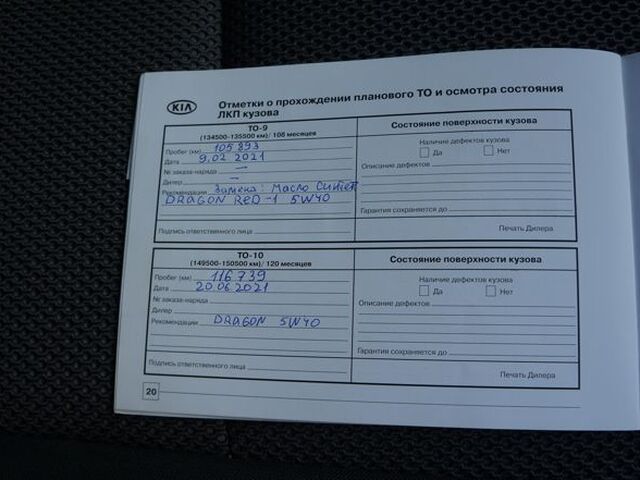 KIA
Отметки о прохождении планового ТО и осмотра состояния
ЛКП кузова
ТО-9
(134500-135500 км)/ 108 месяцев
Пробег (км) 105 893
Дата 9.02 2021
№ заказа-наряда —
Дилер —
Рекомендации Замена: Масло Синтет
DRAGON ReD-1 5W40
Подпись ответственного лица
Состояние поверхности кузова
Наличие дефектов кузова
Да Нет
Описание дефектов
Гарантия сохраняется до
Печать Дилера
ТО-10
(149500-150500 км)/ 120 месяцев
Пробег (км) 116 739
Дата 20.06 2021
№ заказа-наряда
Дилер
Рекомендации DRAGON 5W40
Подпись ответственного лица
Состояние поверхности кузова
Наличие дефектов кузова
Да Нет
Описание дефектов
Гарантия сохраняется до
Печать Дилера
20